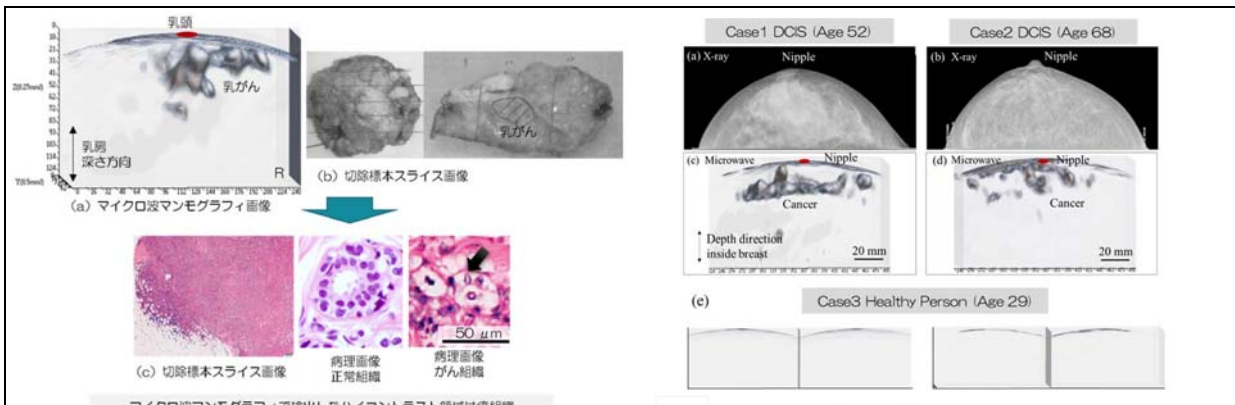 乳頭
乳がん
乳房
深さ方向
R
(a) マイクロ波マンモグラフィ画像
乳がん
(b) 切除標本スライス画像
50 μm
(c) 切除標本スライス画像
病理画像
正常組織
病理画像
がん組織
Case1 DCIS (Age 52)
Case2 DCIS (Age 68)
(a) X-ray
Nipple
(b) X-ray
Nipple
(c) Microwave
Nipple
Cancer
Depth direction
inside breast
20 mm
(d) Microwave
Nipple
Cancer
20 mm
(e)
Case3 Healthy Person (Age 29)